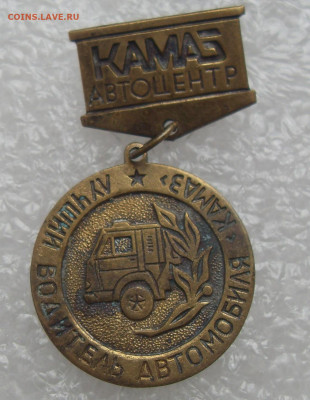 COINS.LAVE.RU
КАМАЗ
АВТОЦЕНТР
ЛУЧШИЙ ВОДИТЕЛЬ АВТОМОБИЛЯ "КАМАЗ"